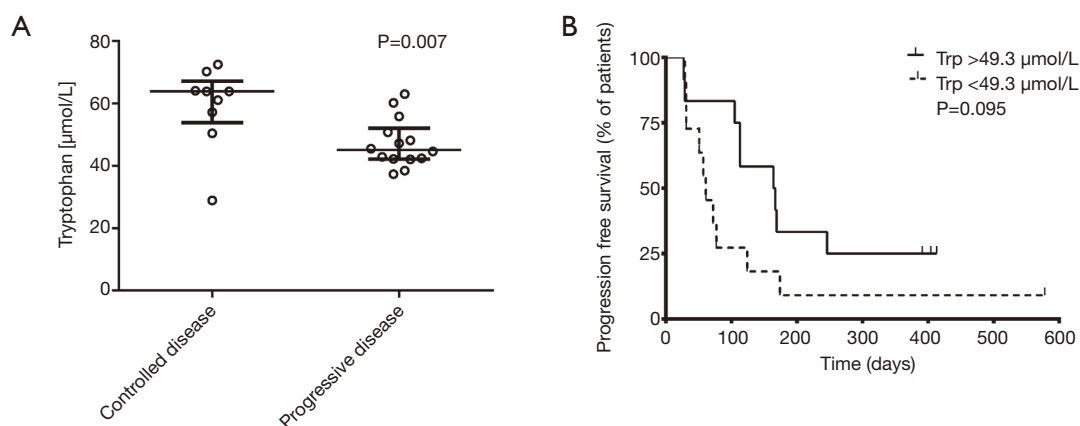 A
Tryptophan [µmol/L]
80
60
40
20
0
P=0.007
Controlled disease
Progressive disease
B
Progression free survival (% of patients)
100
75
50
25
0
Trp >49.3 µmol/L
Trp <49.3 µmol/L
P=0.095
0 100 200 300 400 500 600
Time (days)